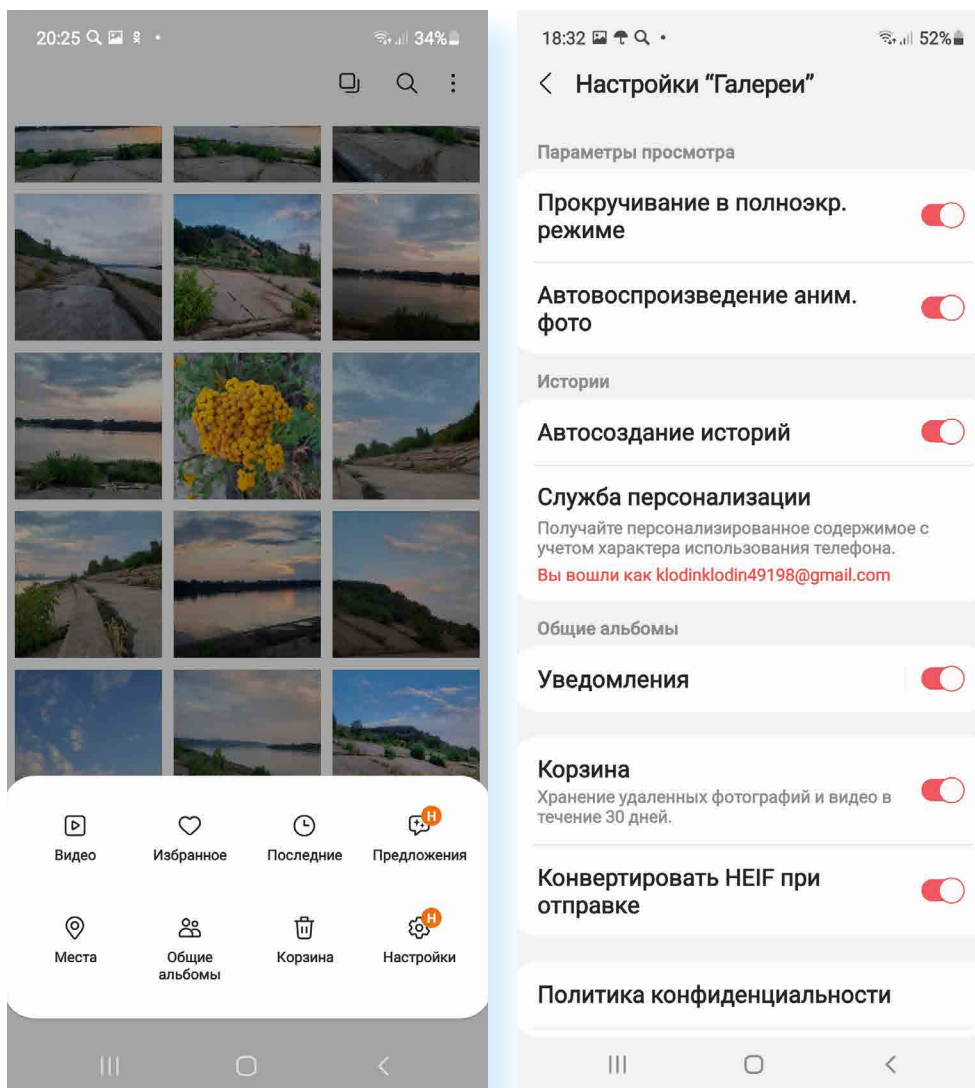 20:25
34%
Видео
Избранное
Последние
Предложения
Н
Места
Общие
альбомы
Корзина
Настройки
Н
18:32
52%
Настройки “Галереи”
Параметры просмотра
Прокручивание в полноэкр.
режиме
Автовоспроизведение аним.
фото
Истории
Автосоздание историй
Служба персонализации
Получайте персонализированное содержимое с
учетом характера использования телефона.
Вы вошли как klodinklodin49198@gmail.com
Общие альбомы
Уведомления
Корзина
Хранение удаленных фотографий и видео в
течение 30 дней.
Конвертировать HEIF при
отправке
Политика конфиденциальности